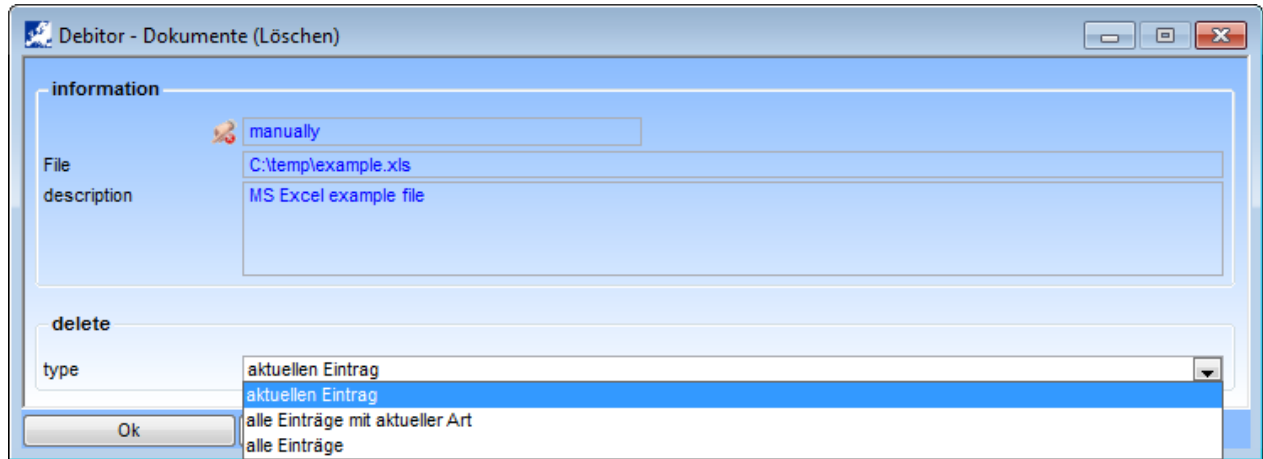 Debitor - Dokumente (Löschen)
information
manually
File C:\temp\example.xls
description MS Excel example file
delete
type aktuellen Eintrag
aktuellen Eintrag
alle Einträge mit aktueller Art
Ok
alle Einträge